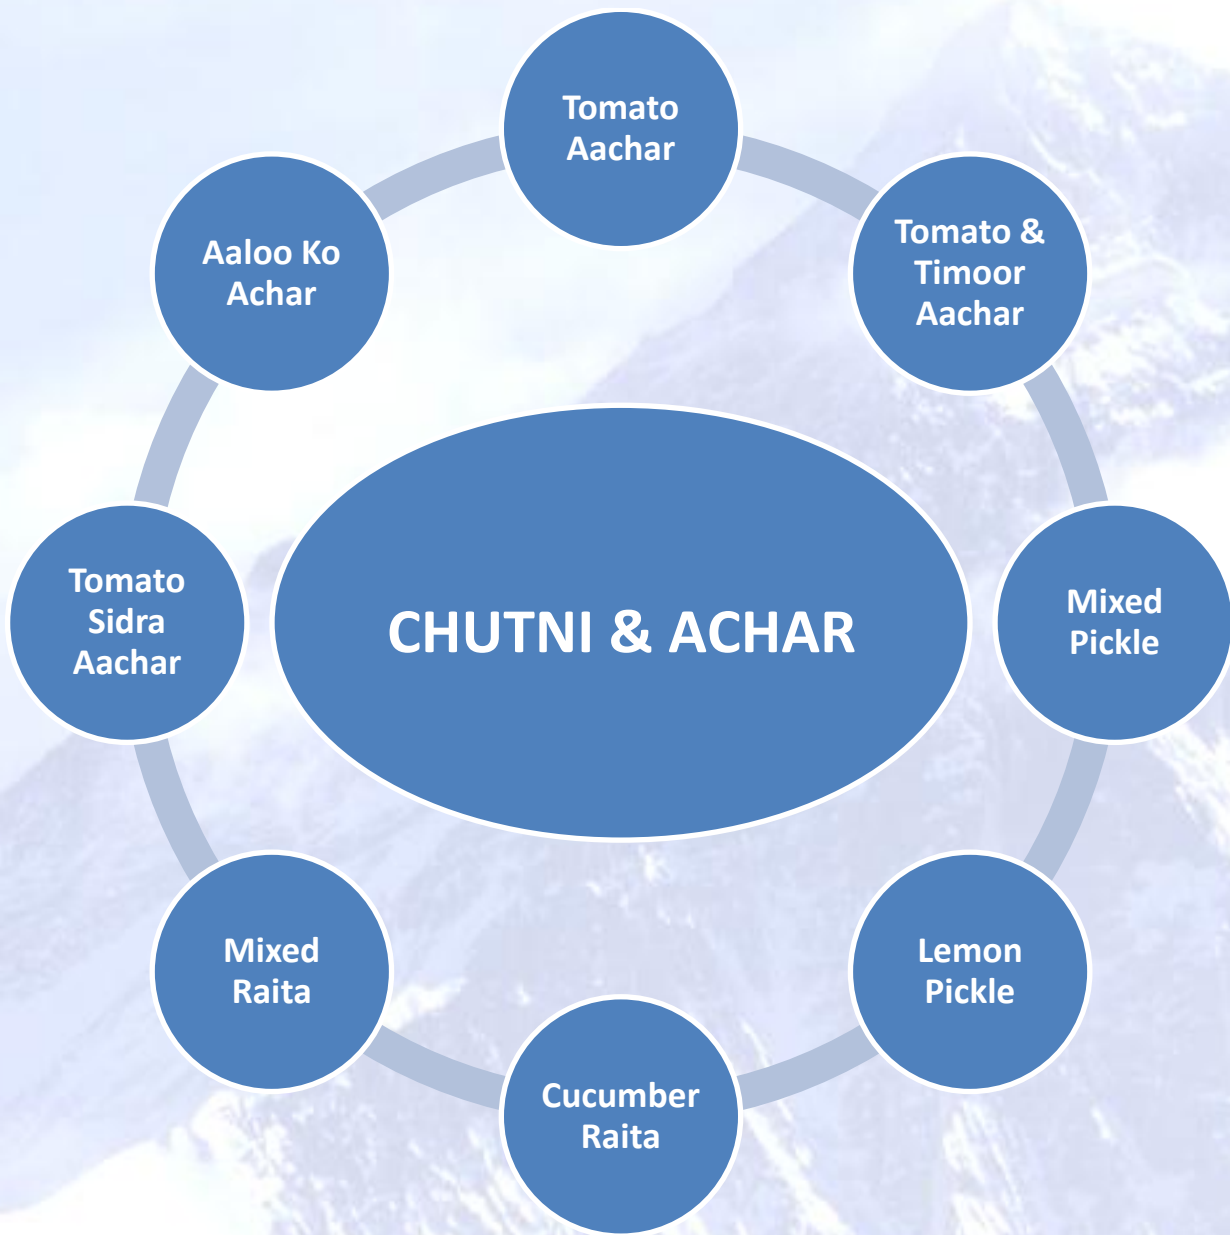 Tomato
Aachar
Tomato &
Timoor
Aachar
Mixed
Pickle
Lemon
Pickle
Cucumber
Raita
Mixed
Raita
Tomato
Sidra
Aachar
Aaloo Ko
Achar
CHUTNI & ACHAR